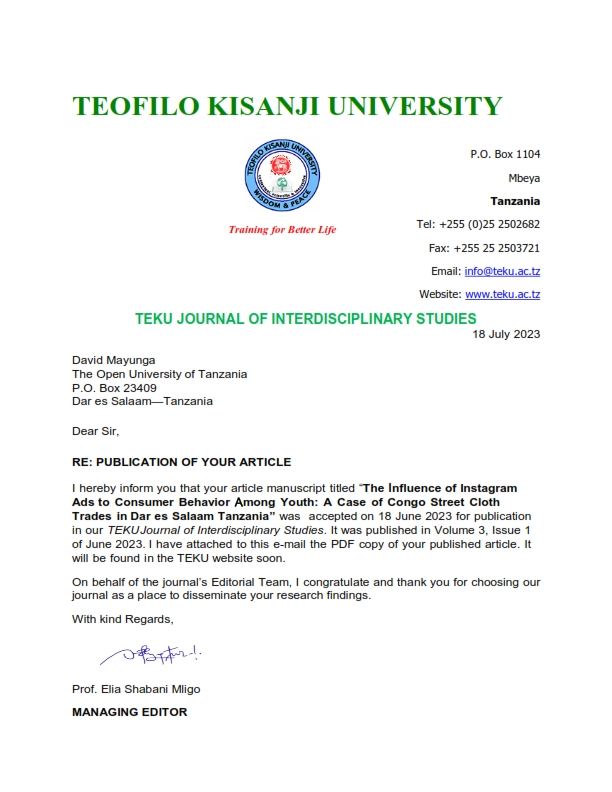 TEOFILO KISANJI UNIVERSITY
TEOFILO KISANJI UNIVERSITY
WISDOM & PEACE
Training for Better Life
P.O. Box 1104
Mbeya
Tanzania
Tel: +255 (0)25 2502682
Fax: +255 25 2503721
Email: info@teku.ac.tz
Website: www.teku.ac.tz
TEKU JOURNAL OF INTERDISCIPLINARY STUDIES
18 July 2023
David Mayunga
The Open University of Tanzania
P.O. Box 23409
Dar es Salaam—Tanzania
Dear Sir,
RE: PUBLICATION OF YOUR ARTICLE
I hereby inform you that your article manuscript titled “The Influence of Instagram
Ads to Consumer Behavior Among Youth: A Case of Congo Street Cloth
Trades in Dar es Salaam Tanzania” was accepted on 18 June 2023 for publication
in our TEKU Journal of Interdisciplinary Studies. It was published in Volume 3, Issue 1
of June 2023. I have attached to this e-mail the PDF copy of your published article. It
will be found in the TEKU website soon.
On behalf of the journal’s Editorial Team, I congratulate and thank you for choosing our
journal as a place to disseminate your research findings.
With kind Regards,
Prof. Elia Shabani Mligo
MANAGING EDITOR